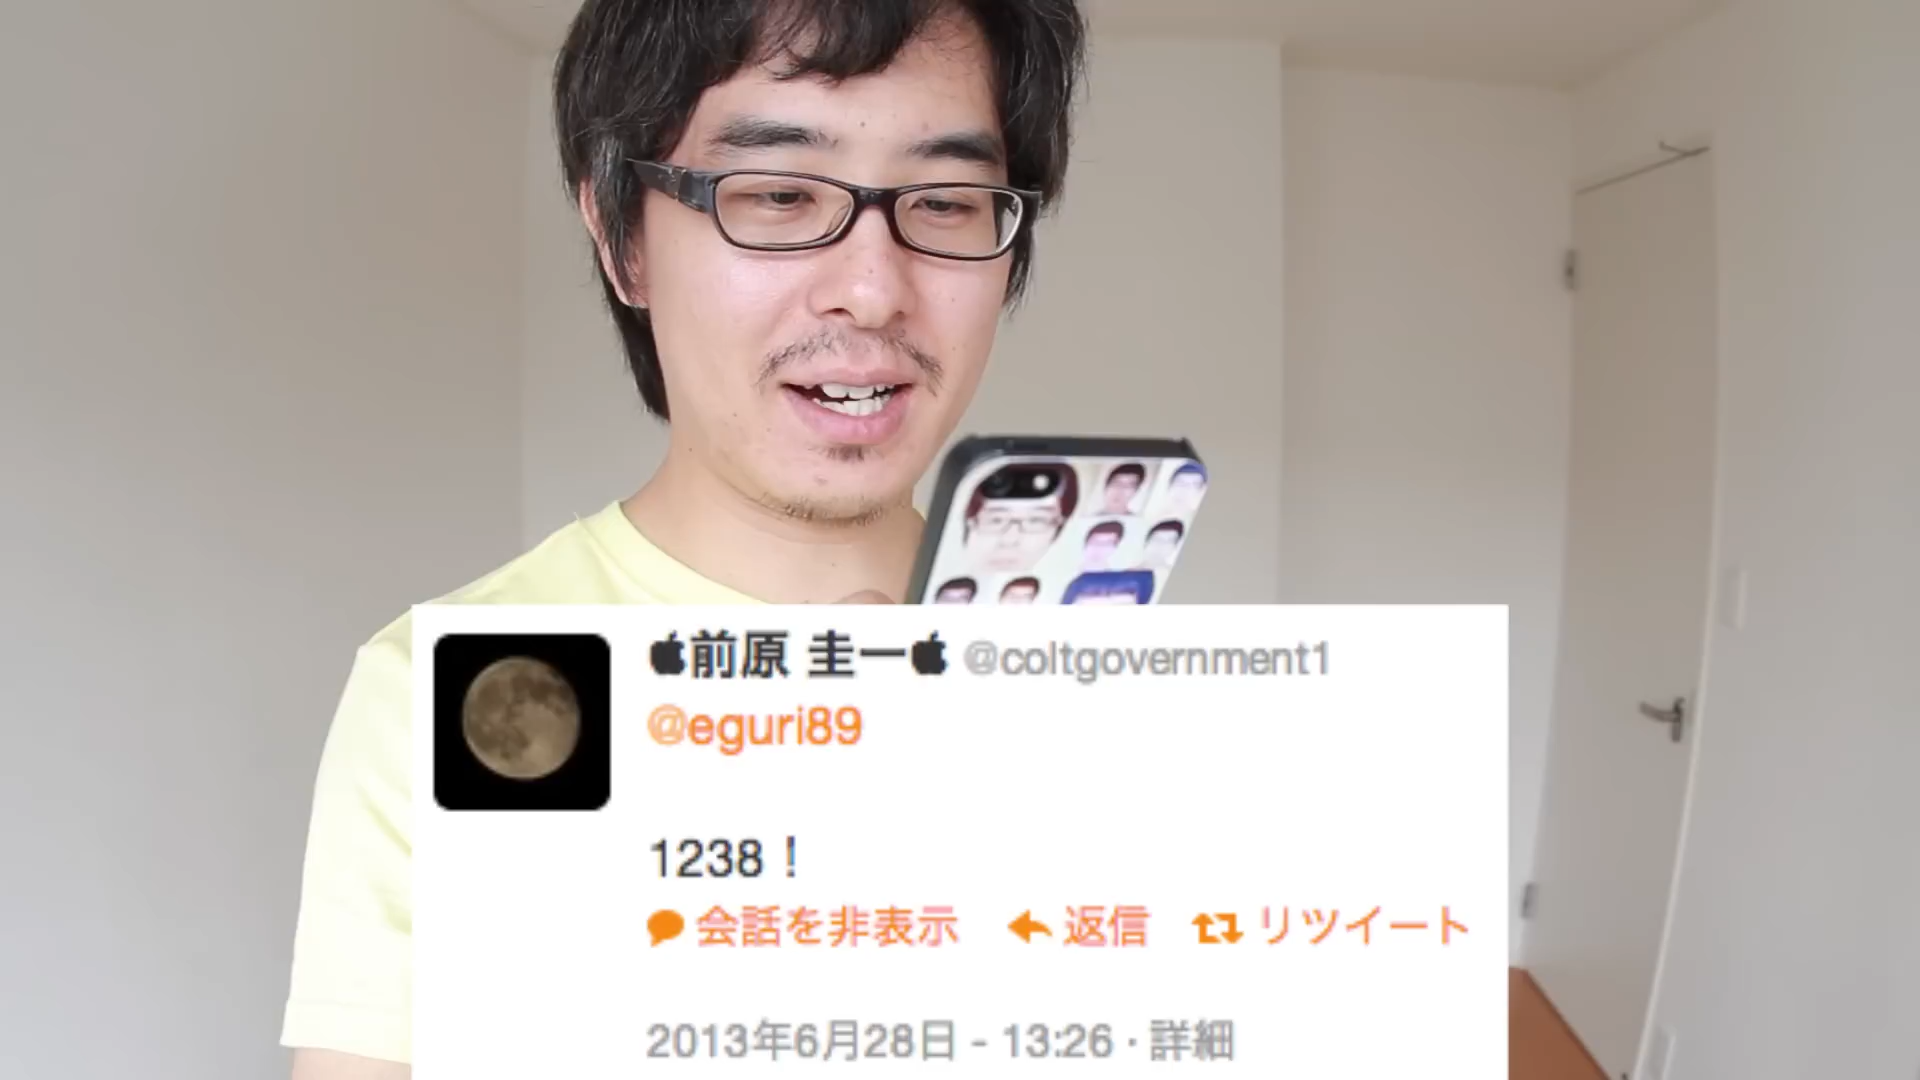 前原 圭一 @coltgovernment1
@eguri89
1238！
会話を非表示 返信 リツイート
2013年6月28日 - 13:26 · 詳細